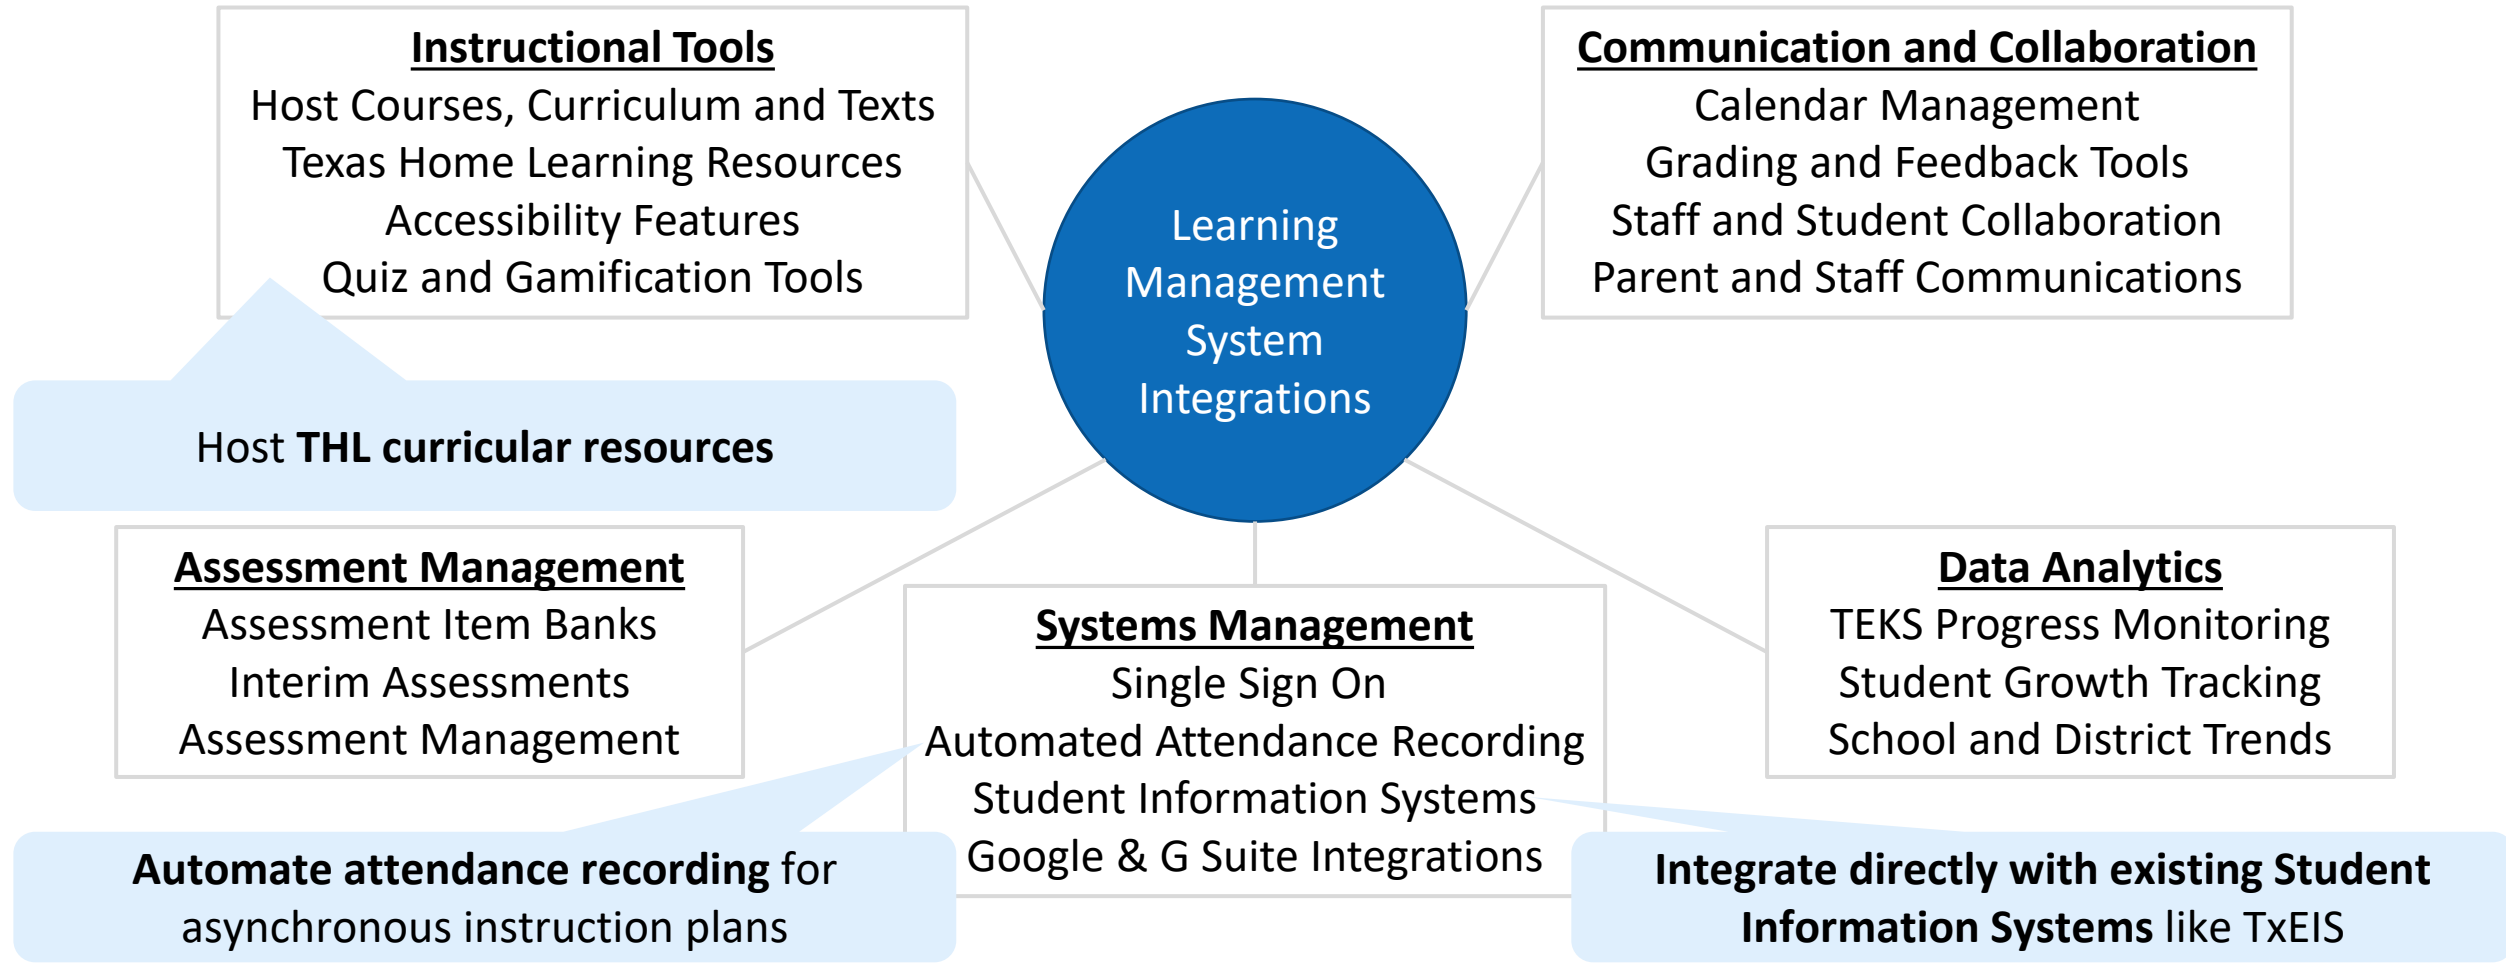 Instructional Tools
Host Courses, Curriculum and Texts
Texas Home Learning Resources
Accessibility Features
Quiz and Gamification Tools
Host THL curricular resources
Learning
Management
System
Integrations
Communication and Collaboration
Calendar Management
Grading and Feedback Tools
Staff and Student Collaboration
Parent and Staff Communications
Assessment Management
Assessment Item Banks
Interim Assessments
Assessment Management
Automate attendance recording for
asynchronous instruction plans
Systems Management
Single Sign On
Automated Attendance Recording
Student Information Systems
Google & G Suite Integrations
Data Analytics
TEKS Progress Monitoring
Student Growth Tracking
School and District Trends
Integrate directly with existing Student
Information Systems like TxEIS